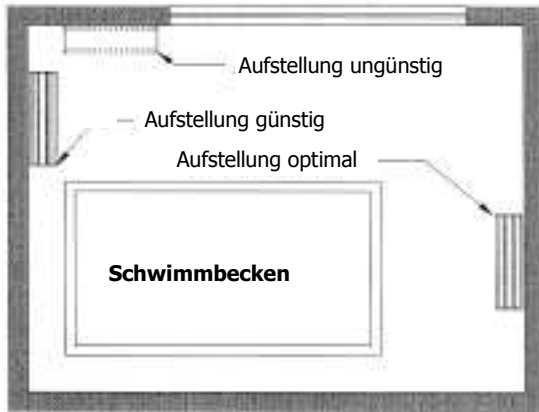 Aufstellung ungünstig
Aufstellung günstig
Aufstellung optimal
Schwimmbecken